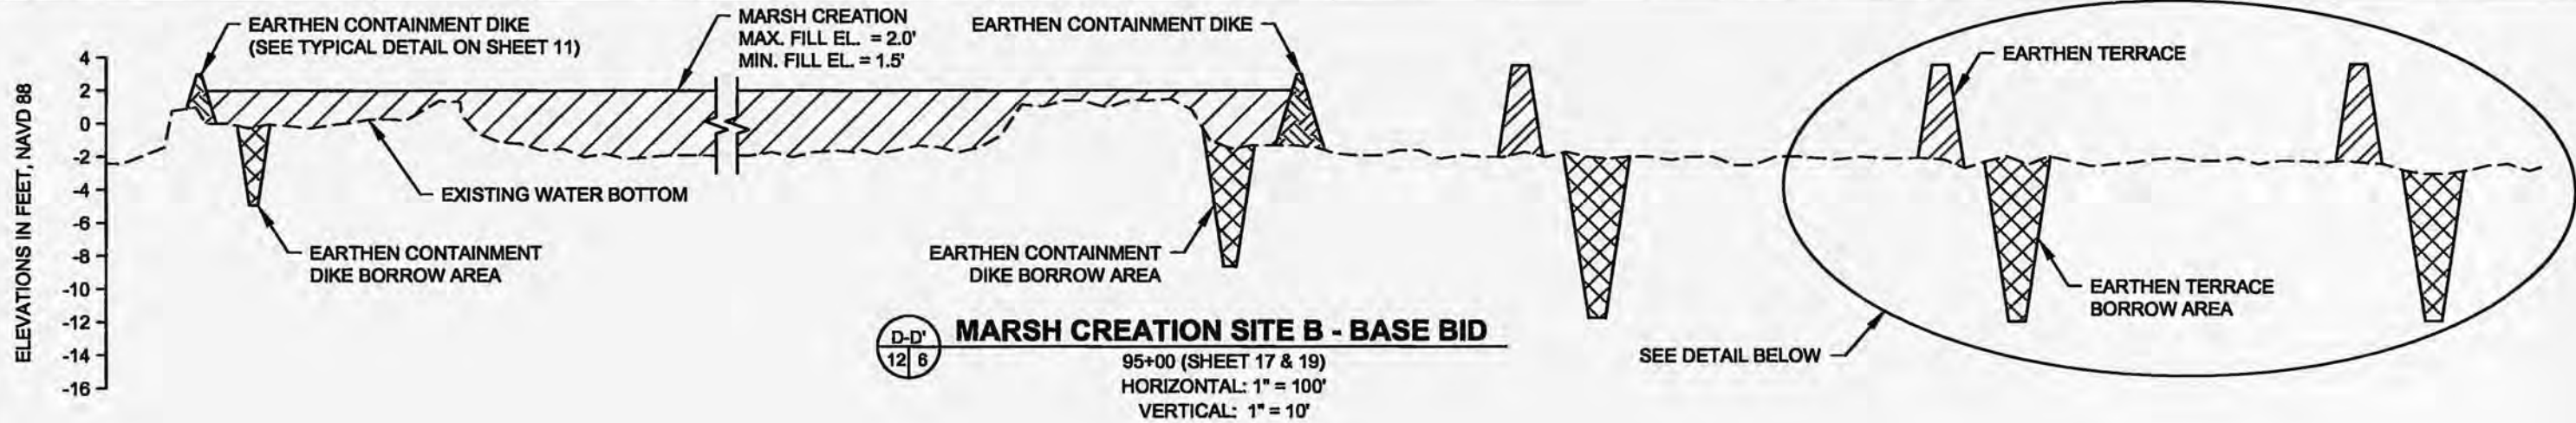 EARTHEN CONTAINMENT DIKE
(SEE TYPICAL DETAIL ON SHEET 11)
MARSH CREATION
MAX. FILL EL. = 2.0'
MIN. FILL EL. = 1.5'
EARTHEN CONTAINMENT DIKE
EARTHEN TERRACE
ELEVATIONS IN FEET, NAVD 88
4
2
0
-2
-4
-6
-8
-10
-12
-14
-16
EXISTING WATER BOTTOM
EARTHEN CONTAINMENT
DIKE BORROW AREA
EARTHEN CONTAINMENT
DIKE BORROW AREA
EARTHEN TERRACE
BORROW AREA
SEE DETAIL BELOW
D-D'
12 6
MARSH CREATION SITE B - BASE BID
95+00 (SHEET 17 & 19)
HORIZONTAL: 1" = 100'
VERTICAL: 1" = 10'